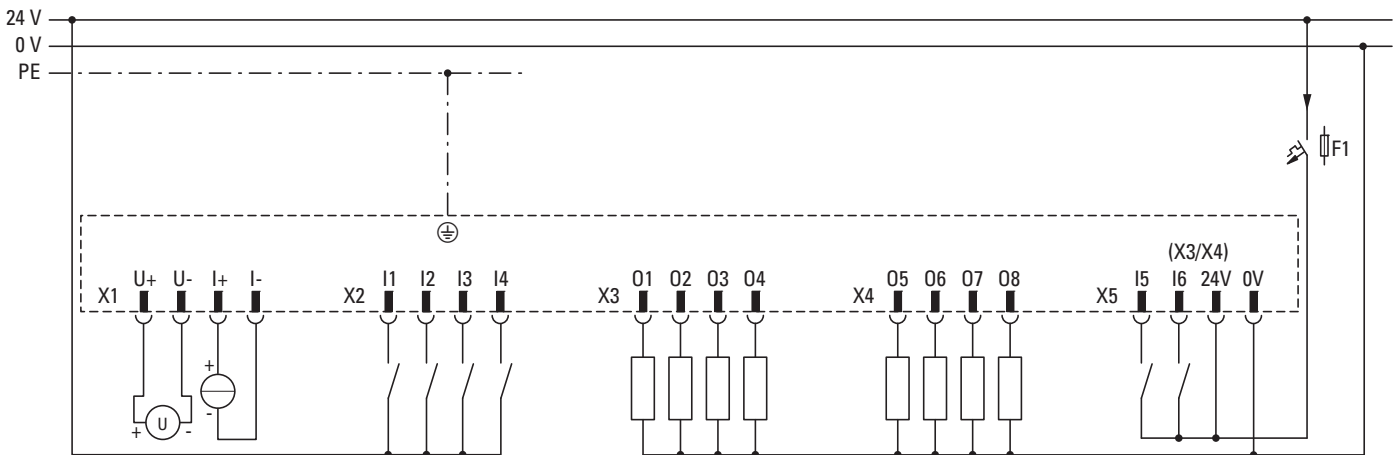 24 V
0 V
PE
F1
(X3/X4)
X1 U+ U- I+ I- X2 I1 I2 I3 I4 X3 O1 O2 O3 O4 X4 O5 O6 O7 O8 X5 I5 I6 24V 0V
+
+ U -
-